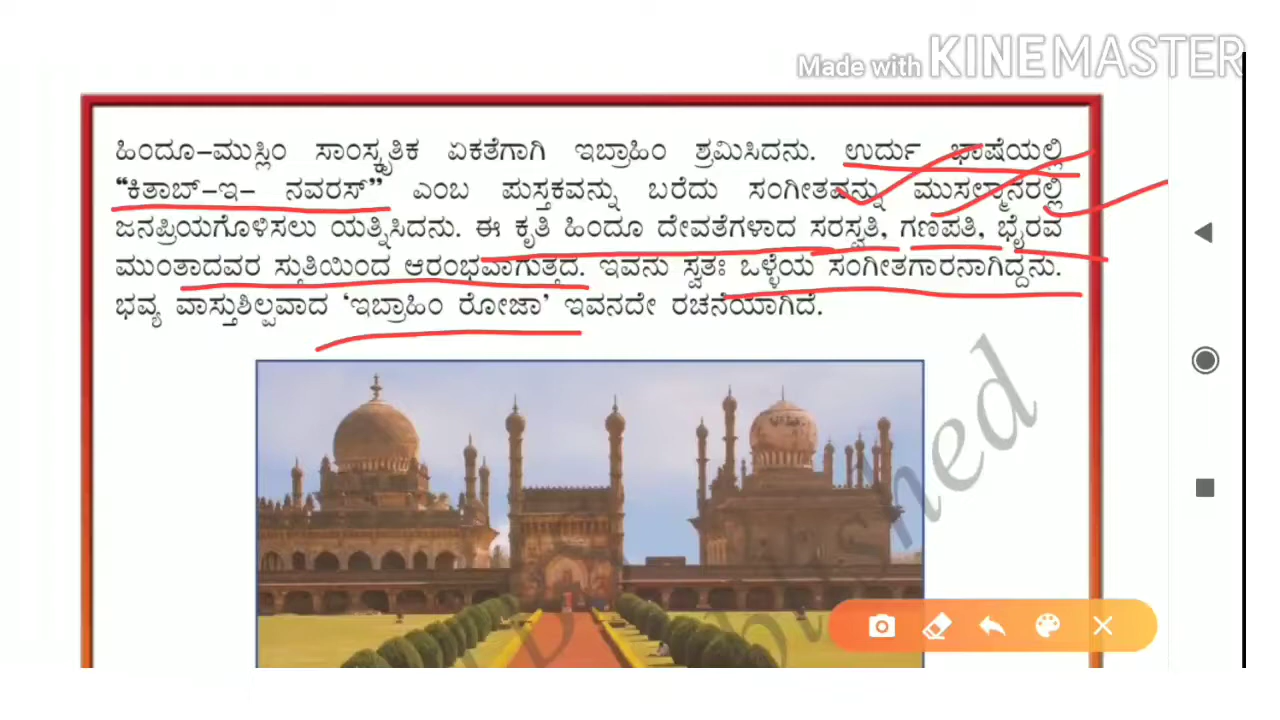 Made with KINEMASTER
ಹಿಂದೂ-ಮುಸ್ಲಿಂ ಸಾಂಸ್ಕೃತಿಕ ಏಕತೆಗಾಗಿ ಇಬ್ರಾಹಿಂ ಶ್ರಮಿಸಿದನು. ಉರ್ದು ಭಾಷೆಯಲ್ಲಿ
“ಕಿತಾಬ್-ಇ- ನವರಸ್” ಎಂಬ ಪುಸ್ತಕವನ್ನು ಬರೆದು ಸಂಗೀತವನ್ನು ಮುಸಲ್ಮಾನರಲ್ಲಿ
ಜನಪ್ರಿಯಗೊಳಿಸಲು ಯತ್ನಿಸಿದನು. ಈ ಕೃತಿ ಹಿಂದೂ ದೇವತೆಗಳಾದ ಸರಸ್ವತಿ, ಗಣಪತಿ, ಭೈರವ
ಮುಂತಾದವರ ಸ್ತುತಿಯಿಂದ ಆರಂಭವಾಗುತ್ತದೆ. ಇವನು ಸ್ವತಃ ಒಳ್ಳೆಯ ಸಂಗೀತಗಾರನಾಗಿದ್ದನು.
ಭವ್ಯ ವಾಸ್ತುಶಿಲ್ಪವಾದ ‘ಇಬ್ರಾಹಿಂ ರೋಜಾ’ ಇವನದೇ ರಚನೆಯಾಗಿದೆ.